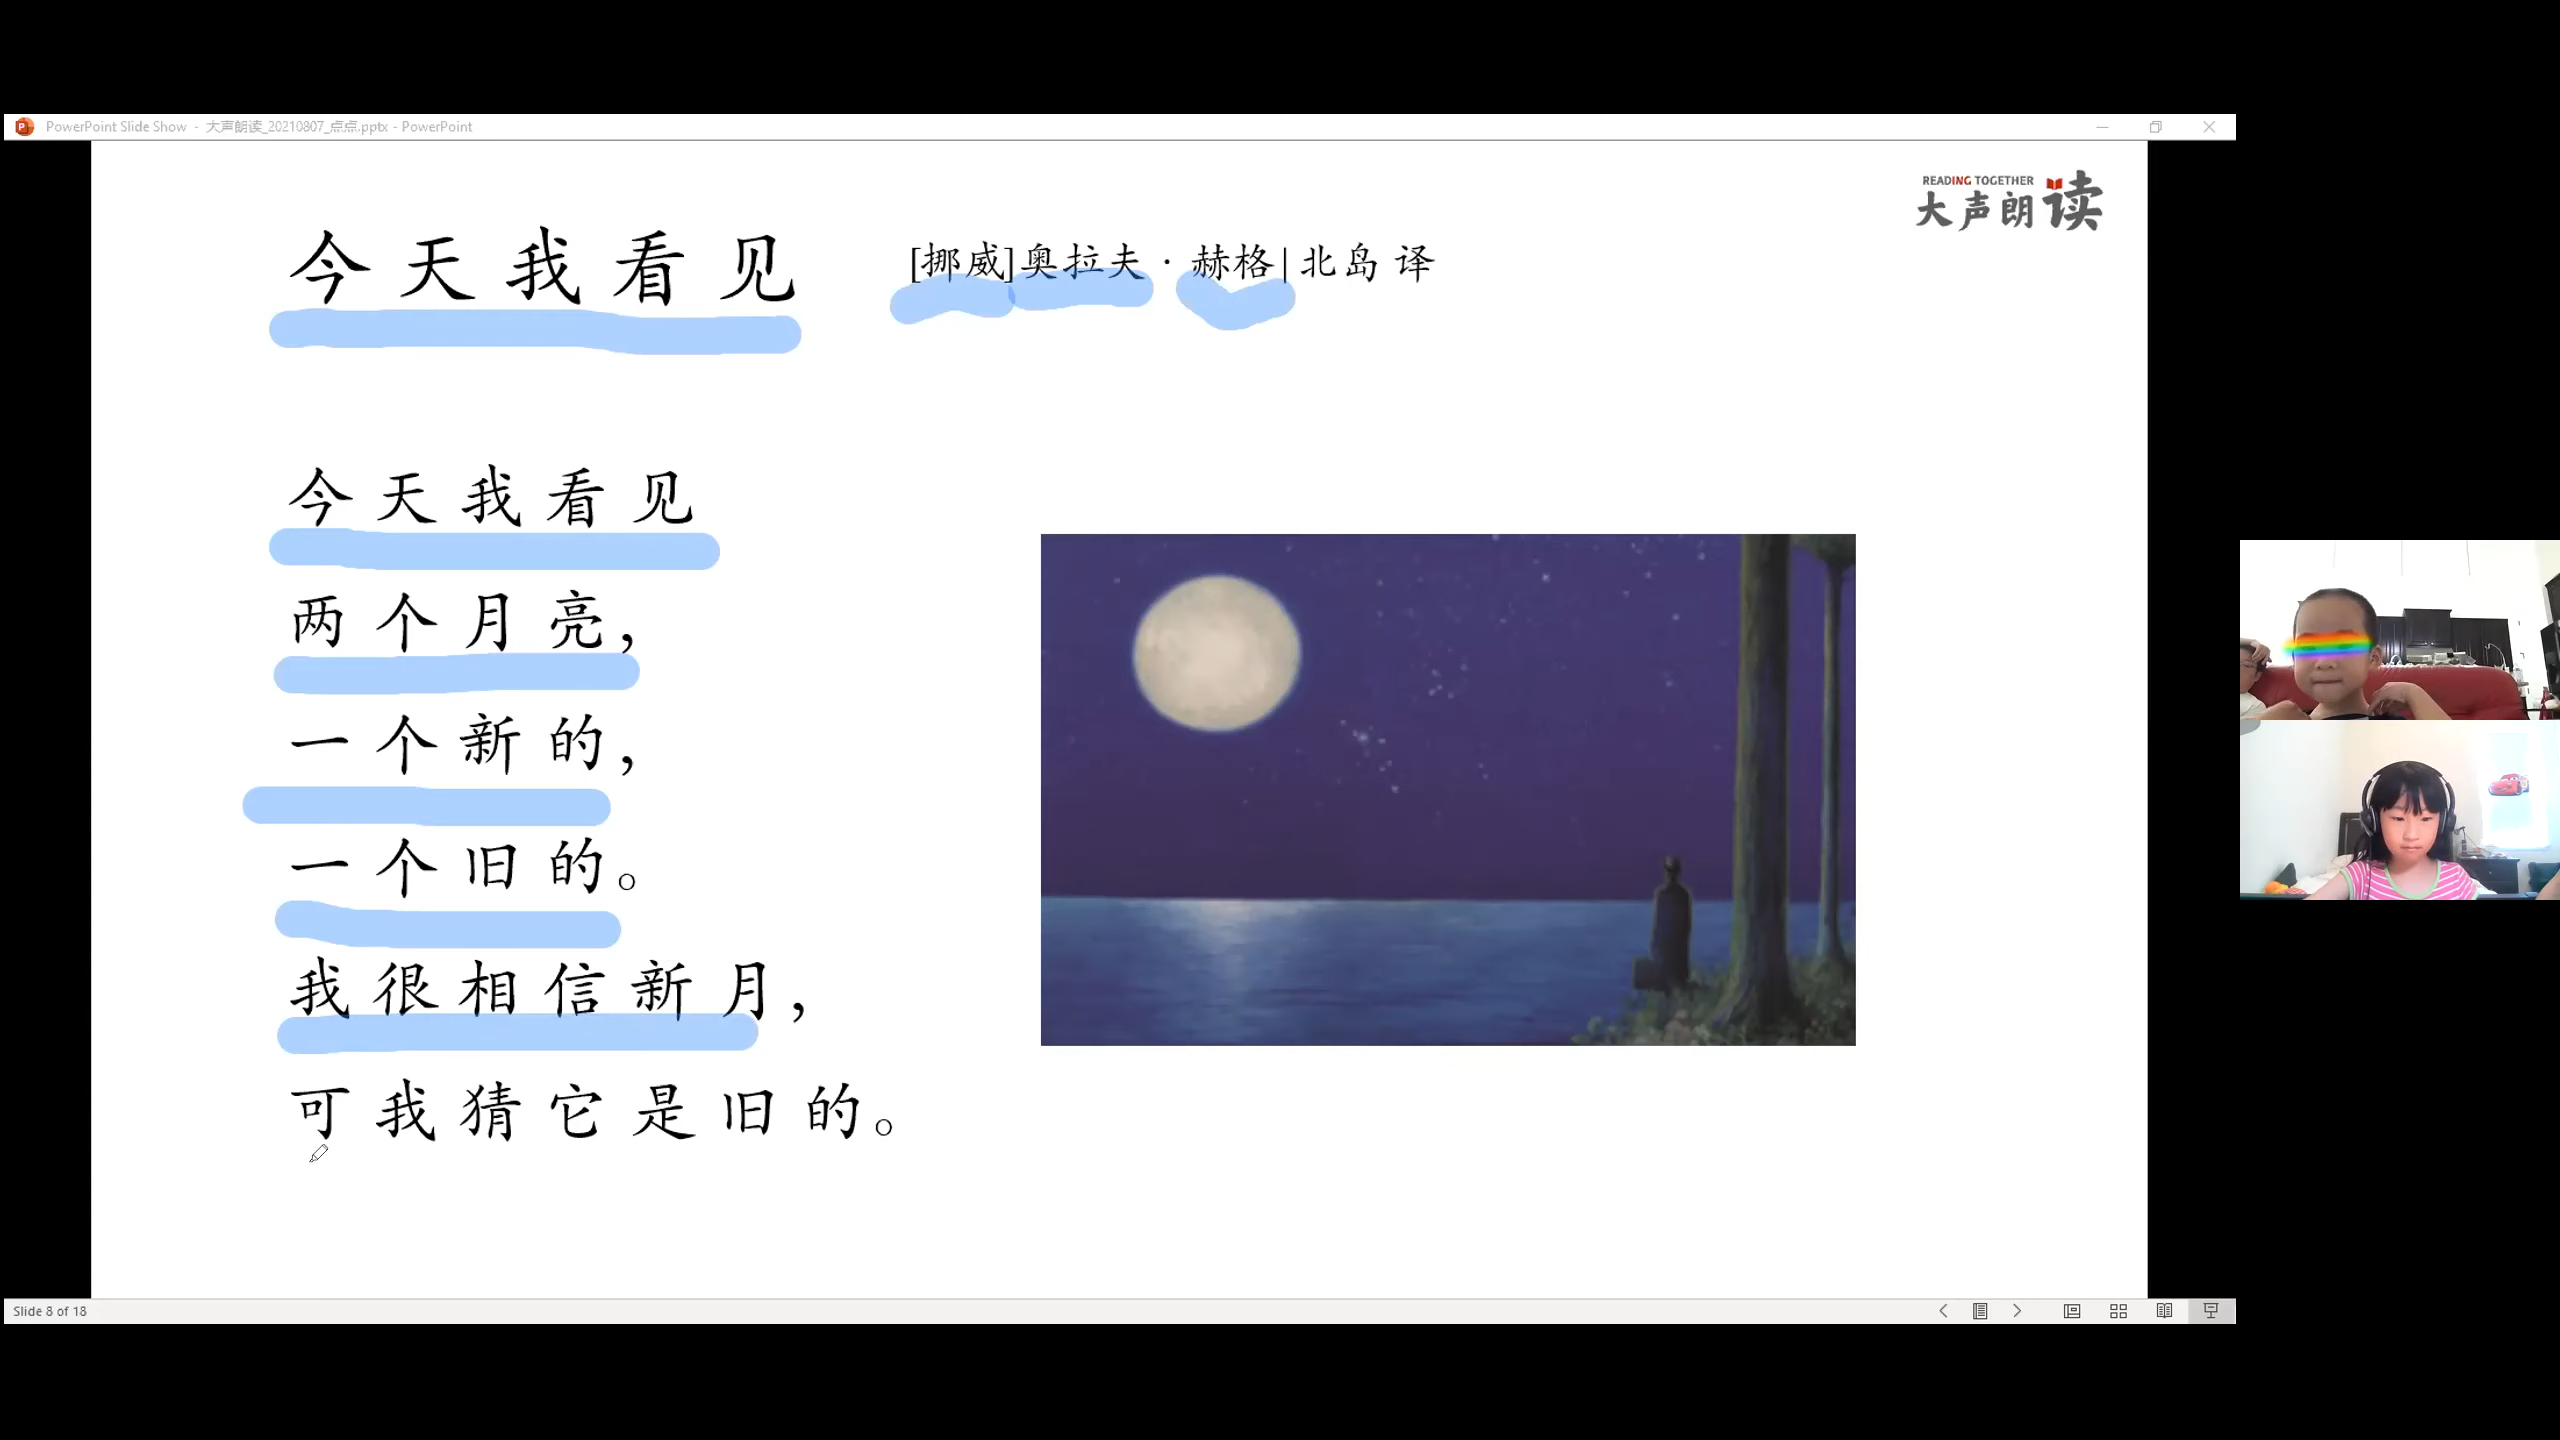 PowerPoint Slide Show - 大声朗读_20210807_点点.pptx - PowerPoint
READING TOGETHER
大声朗读
今天我看见
[挪威]奥拉夫·赫格|北岛 译
今天我看见
两个月亮，
一个新的，
一个旧的。
我很相信新月，
可我猜它是旧的。
Slide 8 of 18